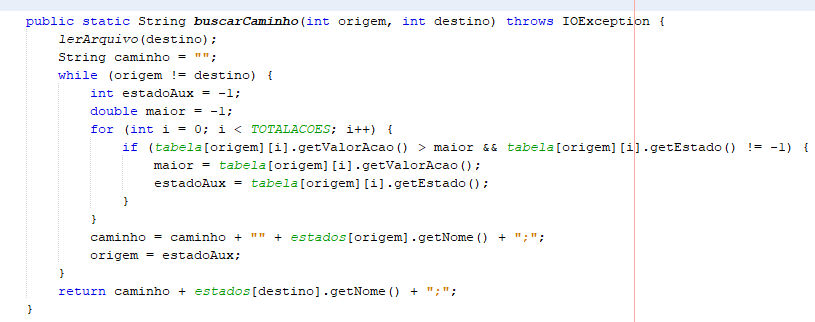 public static String buscarCaminho(int origem, int destino) throws IOException {
lerArquivo(destino);
String caminho = "";
while (origem != destino) {
int estadoAux = -1;
double maior = -1;
for (int i = 0; i < TOTALACOES; i++) {
if (tabela[origem][i].getValorAcao() > maior && tabela[origem][i].getEstado() != -1) {
maior = tabela[origem][i].getValorAcao();
estadoAux = tabela[origem][i].getEstado();
}
}
caminho = caminho + "" + estados[origem].getNome() + ";";
origem = estadoAux;
}
return caminho + estados[destino].getNome() + ";";
}